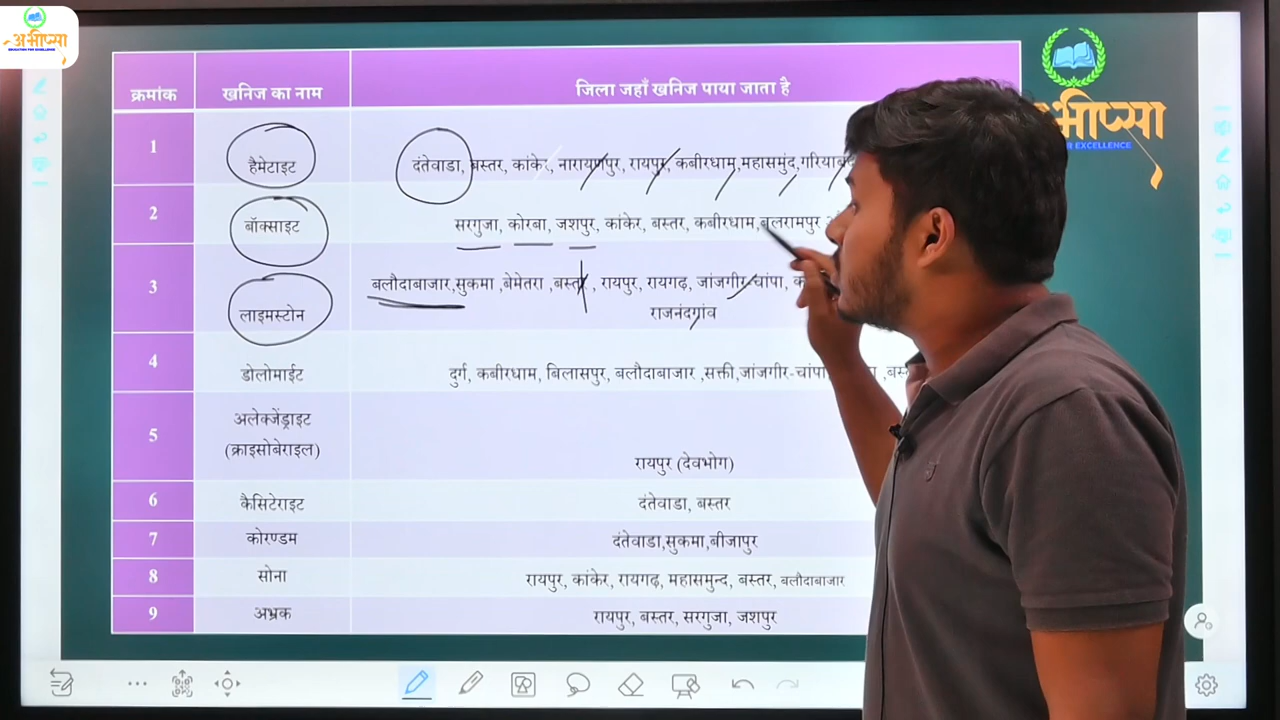 अभीप्सा
EDUCATION FOR EXCELLENCE
क्रमांक खनिज का नाम जिला जहाँ खनिज पाया जाता है
1 हैमेटाइट दंतेवाडा, बस्तर, कांकेर, नारायणपुर, रायपुर, कबीरधाम,महासमुंद,गरियाबंद
2 बॉक्साइट सरगुजा, कोरबा, जशपुर, कांकेर, बस्तर, कबीरधाम,बलरामपुर
3 लाइमस्टोन बलौदाबाजार,सुकमा ,बेमेतरा ,बस्तर , रायपुर, रायगढ़, जांजगीर-चांपा,
राजनंदगांव
4 डोलोमाईट दुर्ग, कबीरधाम, बिलासपुर, बलौदाबाजार ,सक्ती,जांजगीर-चांपा
5 अलेक्जेंड्राइट
(क्राइसोबेराइल)
रायपुर (देवभोग)
6 कैसिटेराइट दंतेवाडा, बस्तर
7 कोरण्डम दंतेवाडा,सुकमा,बीजापुर
8 सोना रायपुर, कांकेर, रायगढ़, महासमुन्द, बस्तर, बलौदाबाजार
9 अभ्रक रायपुर, बस्तर, सरगुजा, जशपुर
EXCELLENCE